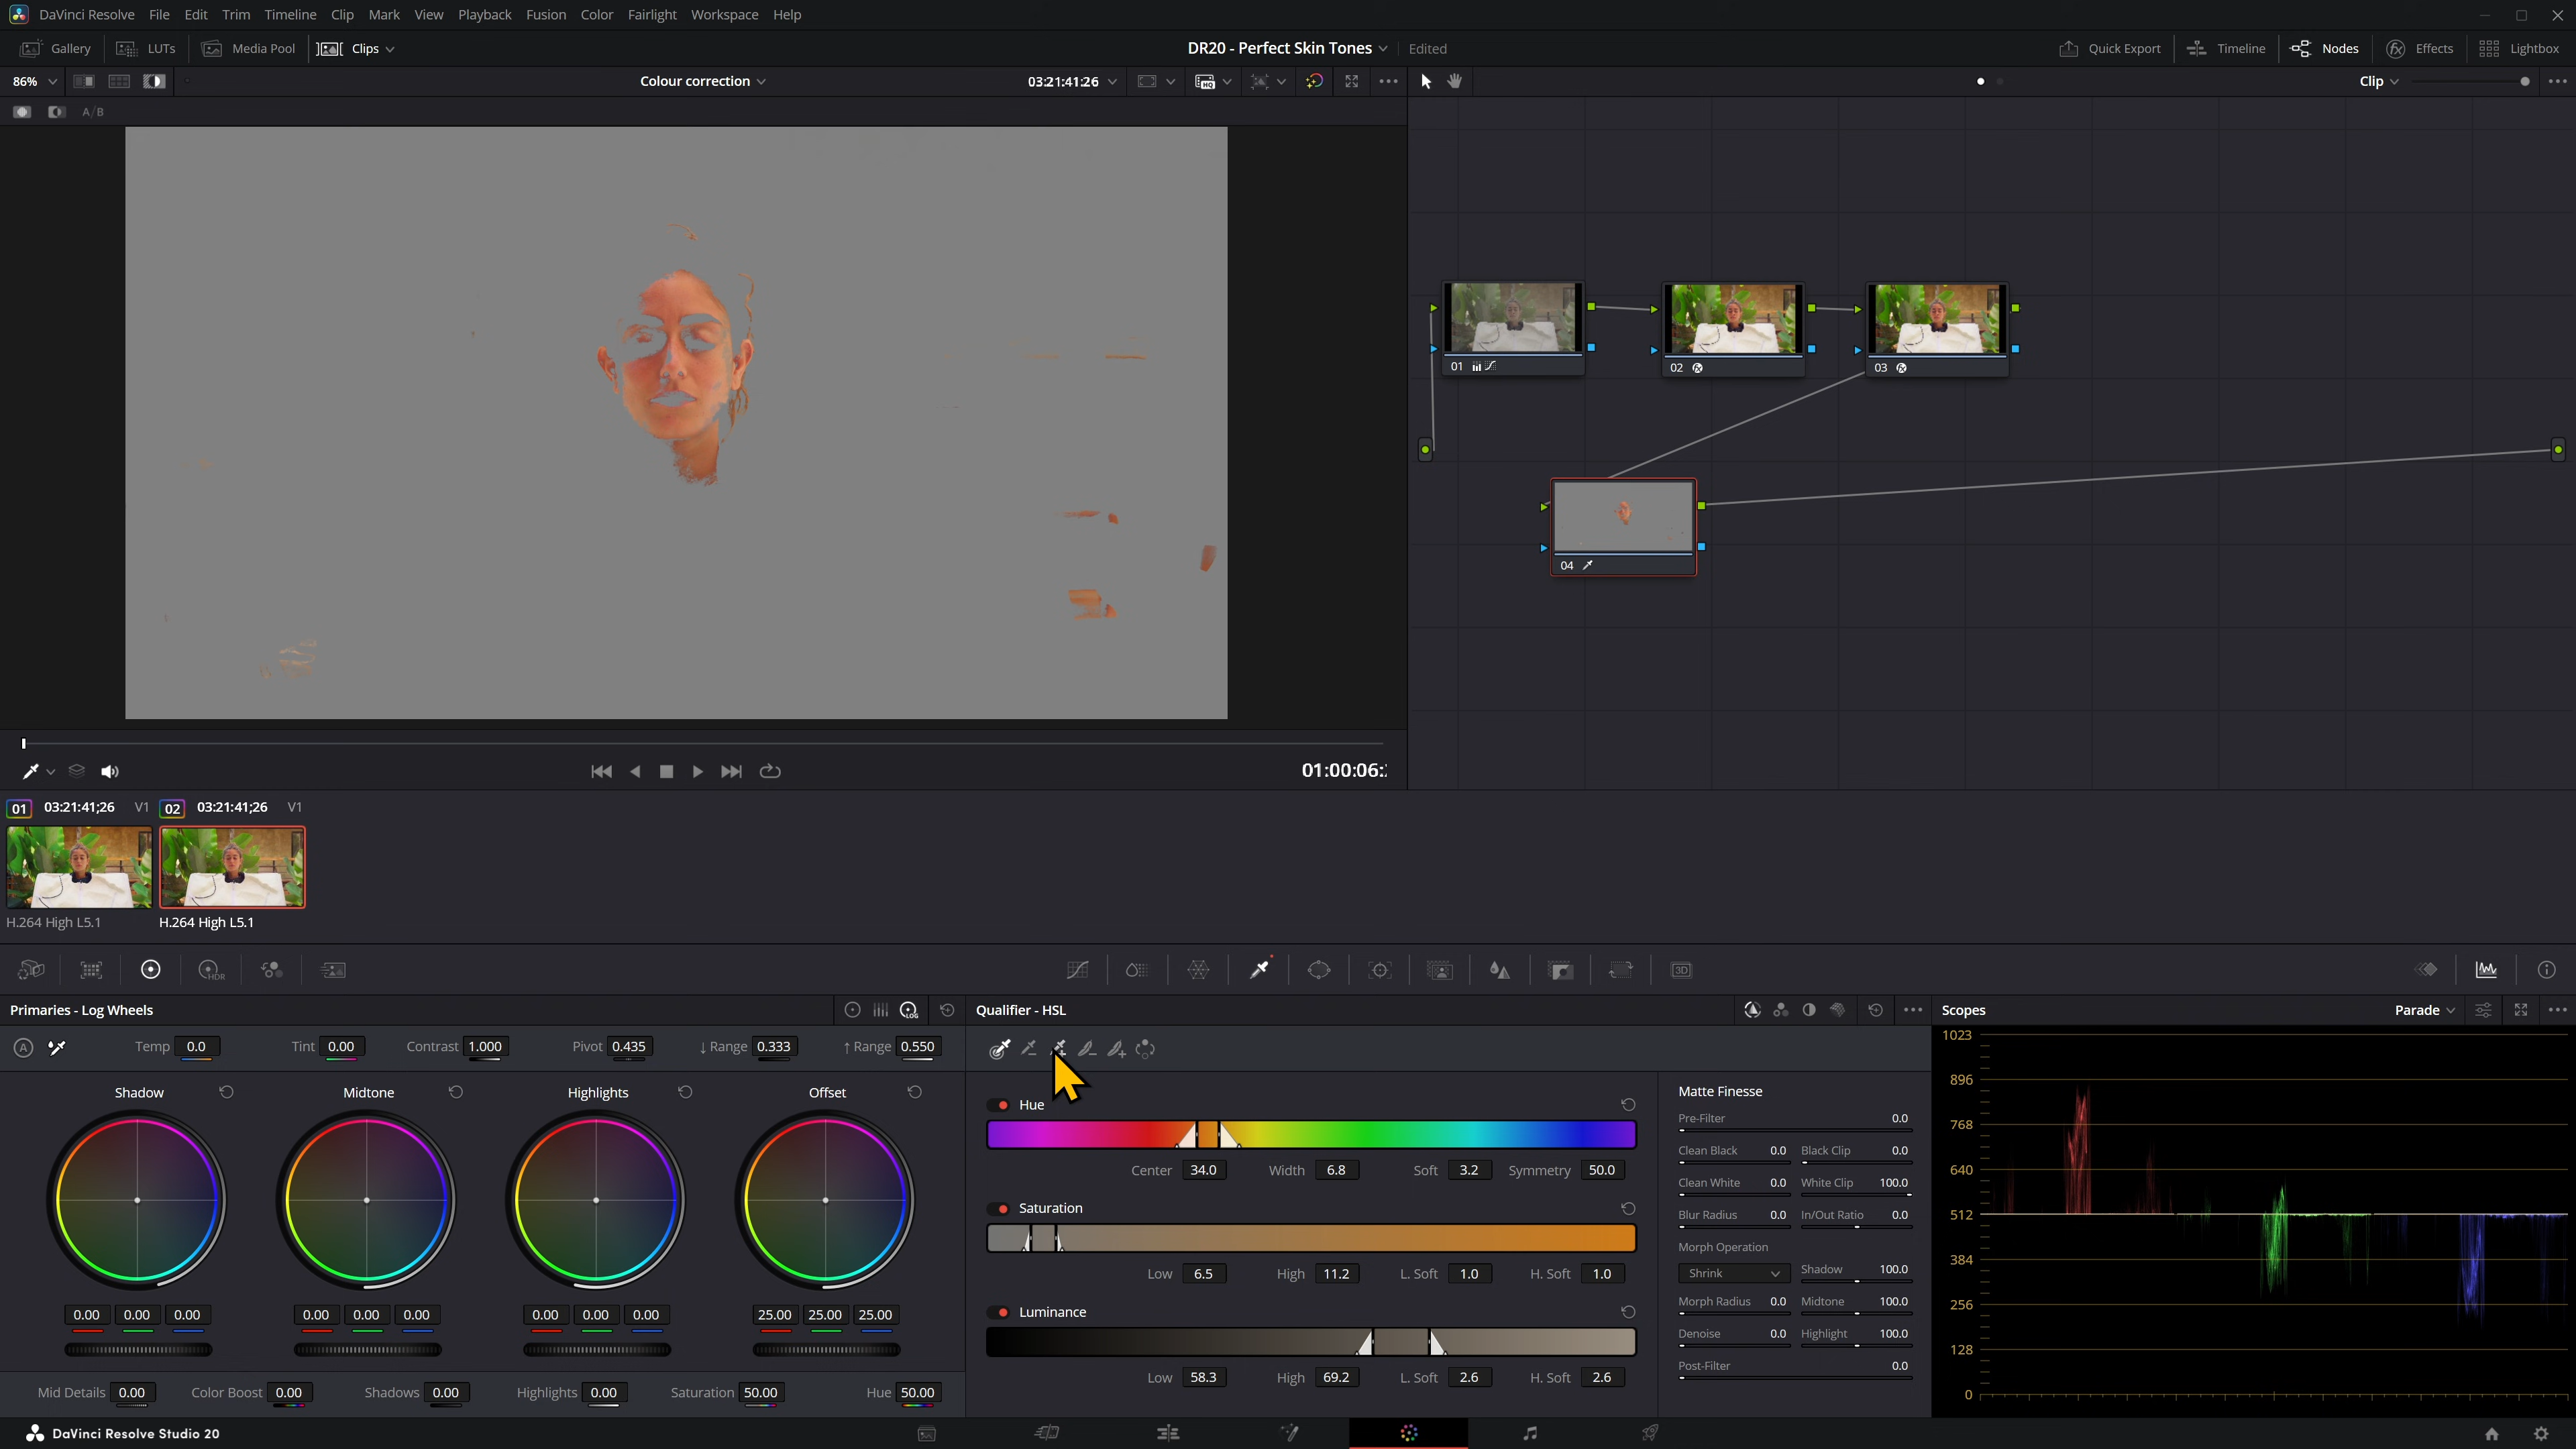 DaVinci Resolve File Edit Trim Timeline Clip Mark View Playback Fusion Color Fairlight Workspace Help
Gallery LUTs Media Pool Clips DR20 - Perfect Skin Tones Edited Quick Export Timeline Nodes Effects Lightbox
86% Colour correction 03:21:41:26 HQ Clip
A/B
01 02 03
04
01:00:06:
01 03:21:41;26 V1 02 03:21:41;26 V1
H.264 High L5.1 H.264 High L5.1
HDR 3D
Primaries - Log Wheels LOG Qualifier - HSL Scopes Parade
A Temp 0.0 Tint 0.00 Contrast 1.000 Pivot 0.435 ↓ Range 0.333 ↑ Range 0.550
Shadow Midtone Highlights Offset
0.00 0.00 0.00 0.00 0.00 0.00 0.00 0.00 0.00 25.00 25.00 25.00
Mid Details 0.00 Color Boost 0.00 Shadows 0.00 Highlights 0.00 Saturation 50.00 Hue 50.00
Hue
Center 34.0 Width 6.8 Soft 3.2 Symmetry 50.0
Saturation
Low 6.5 High 11.2 L. Soft 1.0 H. Soft 1.0
Luminance
Low 58.3 High 69.2 L. Soft 2.6 H. Soft 2.6
Matte Finesse
Pre-Filter 0.0
Clean Black 0.0 Black Clip 0.0
Clean White 0.0 White Clip 100.0
Blur Radius 0.0 In/Out Ratio 0.0
Morph Operation
Shrink Shadow 100.0
Morph Radius 0.0 Midtone 100.0
Denoise 0.0 Highlight 100.0
Post-Filter 0.0
1023
896
768
640
512
384
256
128
0
DaVinci Resolve Studio 20